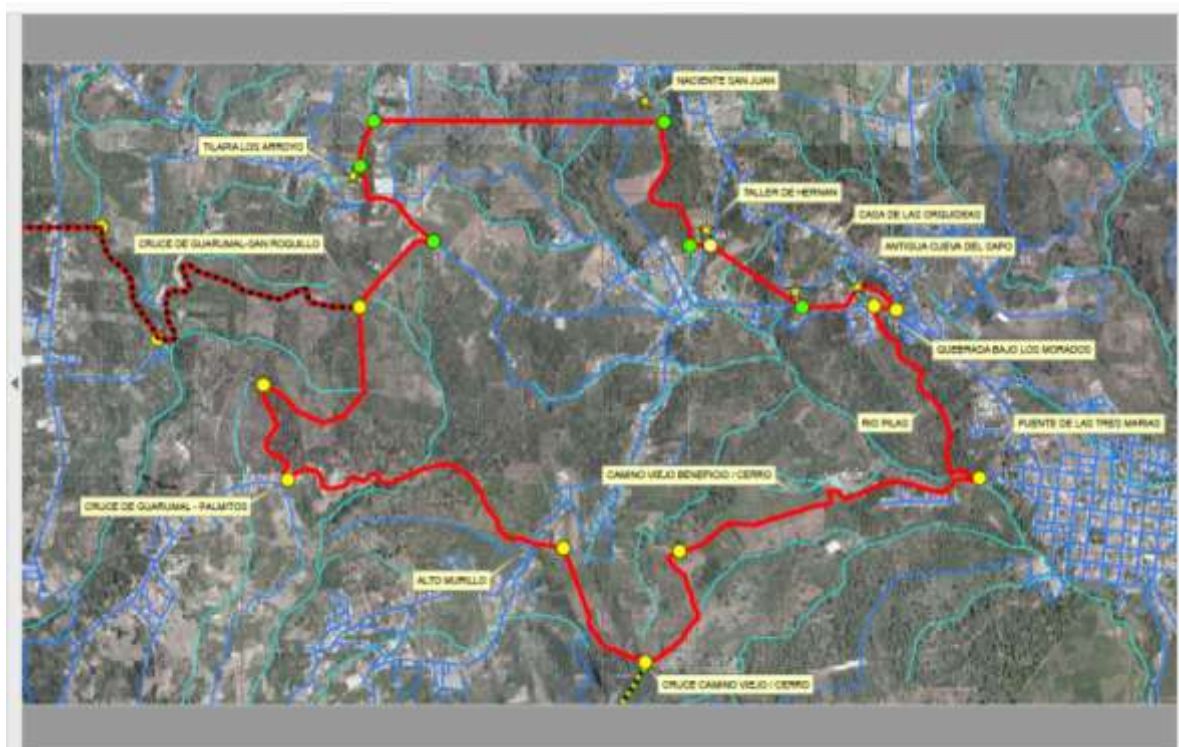 NACIENTE SAN JUAN
TILAPIA LOS ARROYO
TALLER DE HERNAN
CASA DE LAS ORQUIDEAS
CRUCE DE GUARUMAL-SAN ROQUILLO
ANTIGUA CUEVA DEL SAPO
QUEBRADA BAJO LOS MORADOS
RIO PILAS
PUENTE DE LAS TRES MARIAS
CAMINO VIEJO BENEFICIO / CERRO
CRUCE DE GUARUMAL - PALMITOS
ALTO MURILLO
CRUCE CAMINO VIEJO / CERRO